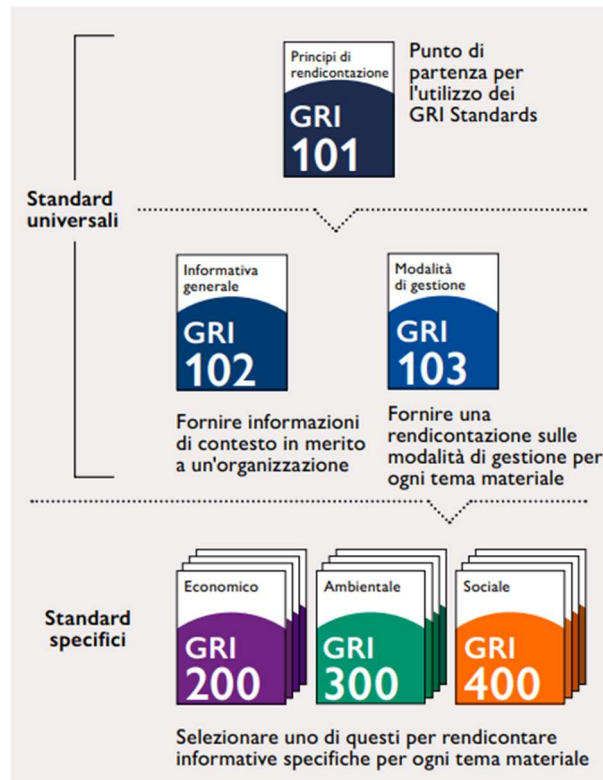 Principi di
rendicontazione
GRI
101
Punto di
partenza per
l'utilizzo dei
GRI Standards
Standard
universali
Informativa
generale
GRI
102
Modalità
di gestione
GRI
103
Fornire informazioni
di contesto in merito
a un'organizzazione
Fornire una
rendicontazione sulle
modalità di gestione per
ogni tema materiale
Standard
specifici
Economico
GRI
200
Ambientale
GRI
300
Sociale
GRI
400
Selezionare uno di questi per rendicontare
informative specifiche per ogni tema materiale